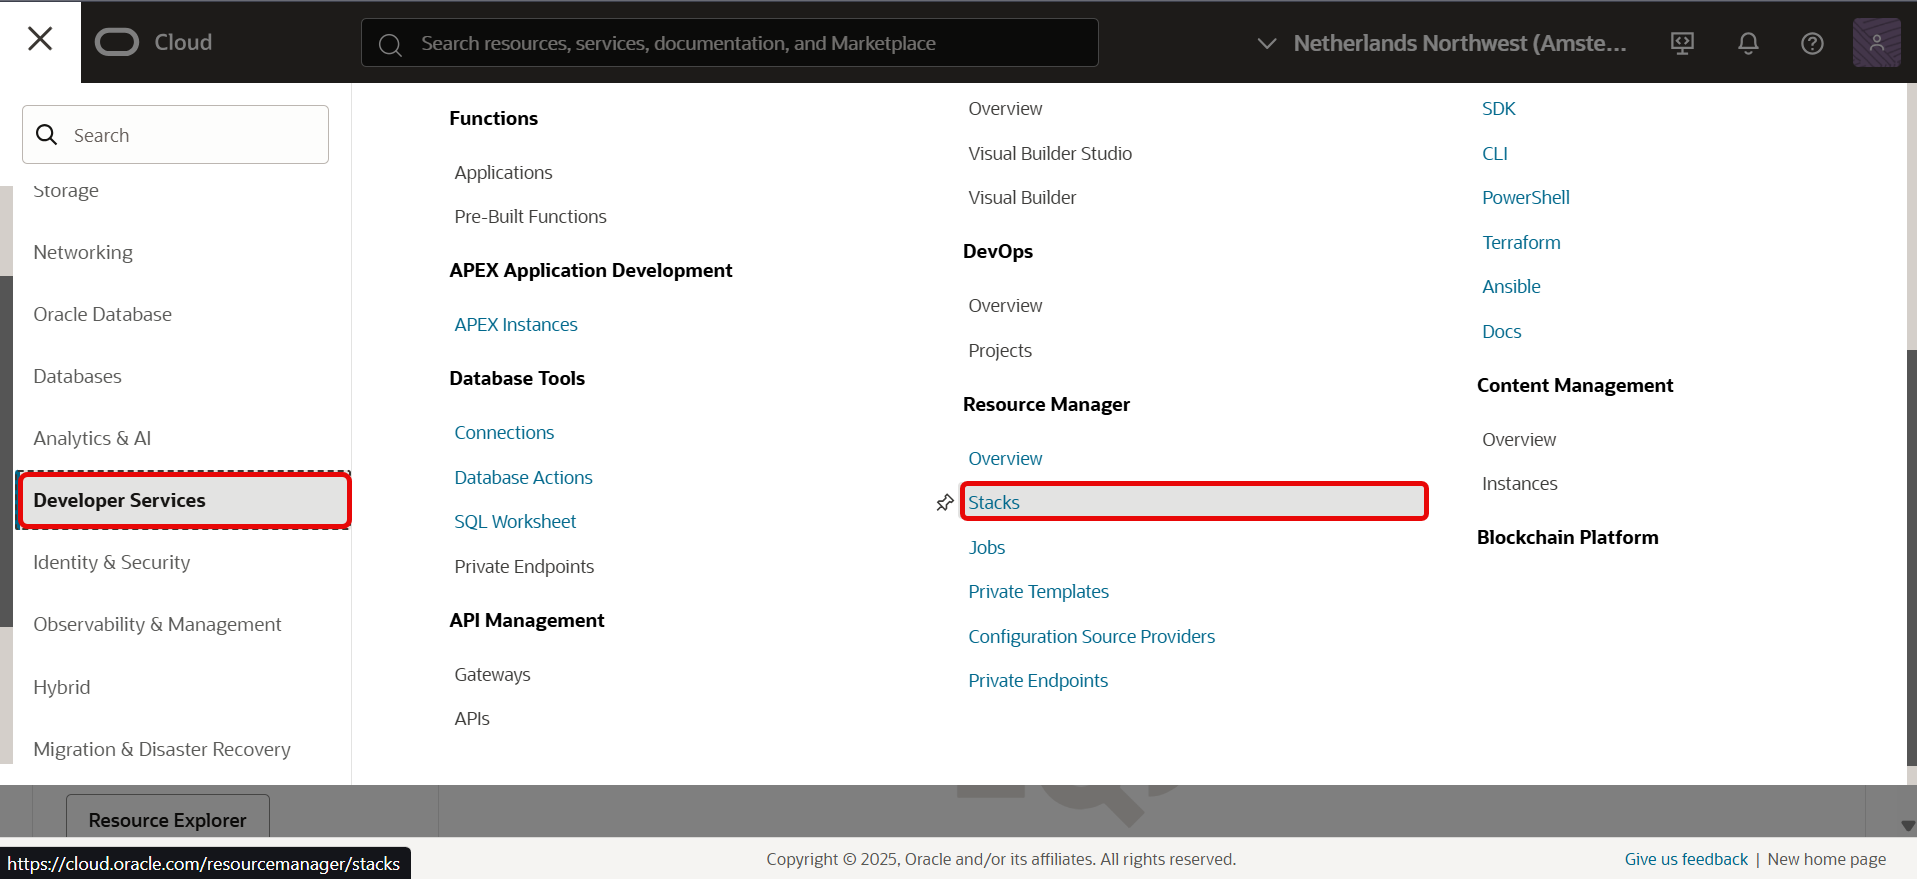 Cloud
Search resources, services, documentation, and Marketplace
Netherlands Northwest (Amste...
Search
Storage
Networking
Oracle Database
Databases
Analytics & AI
Developer Services
Identity & Security
Observability & Management
Hybrid
Migration & Disaster Recovery
Functions
Applications
Pre-Built Functions
APEX Application Development
APEX Instances
Database Tools
Connections
Database Actions
SQL Worksheet
Private Endpoints
API Management
Gateways
APIs
Overview
Visual Builder Studio
Visual Builder
DevOps
Overview
Projects
Resource Manager
Overview
Stacks
Jobs
Private Templates
Configuration Source Providers
Private Endpoints
SDK
CLI
PowerShell
Terraform
Ansible
Docs
Content Management
Overview
Instances
Blockchain Platform
Resource Explorer
https://cloud.oracle.com/resourcemanager/stacks
Copyright © 2025, Oracle and/or its affiliates. All rights reserved.
Give us feedback | New home page